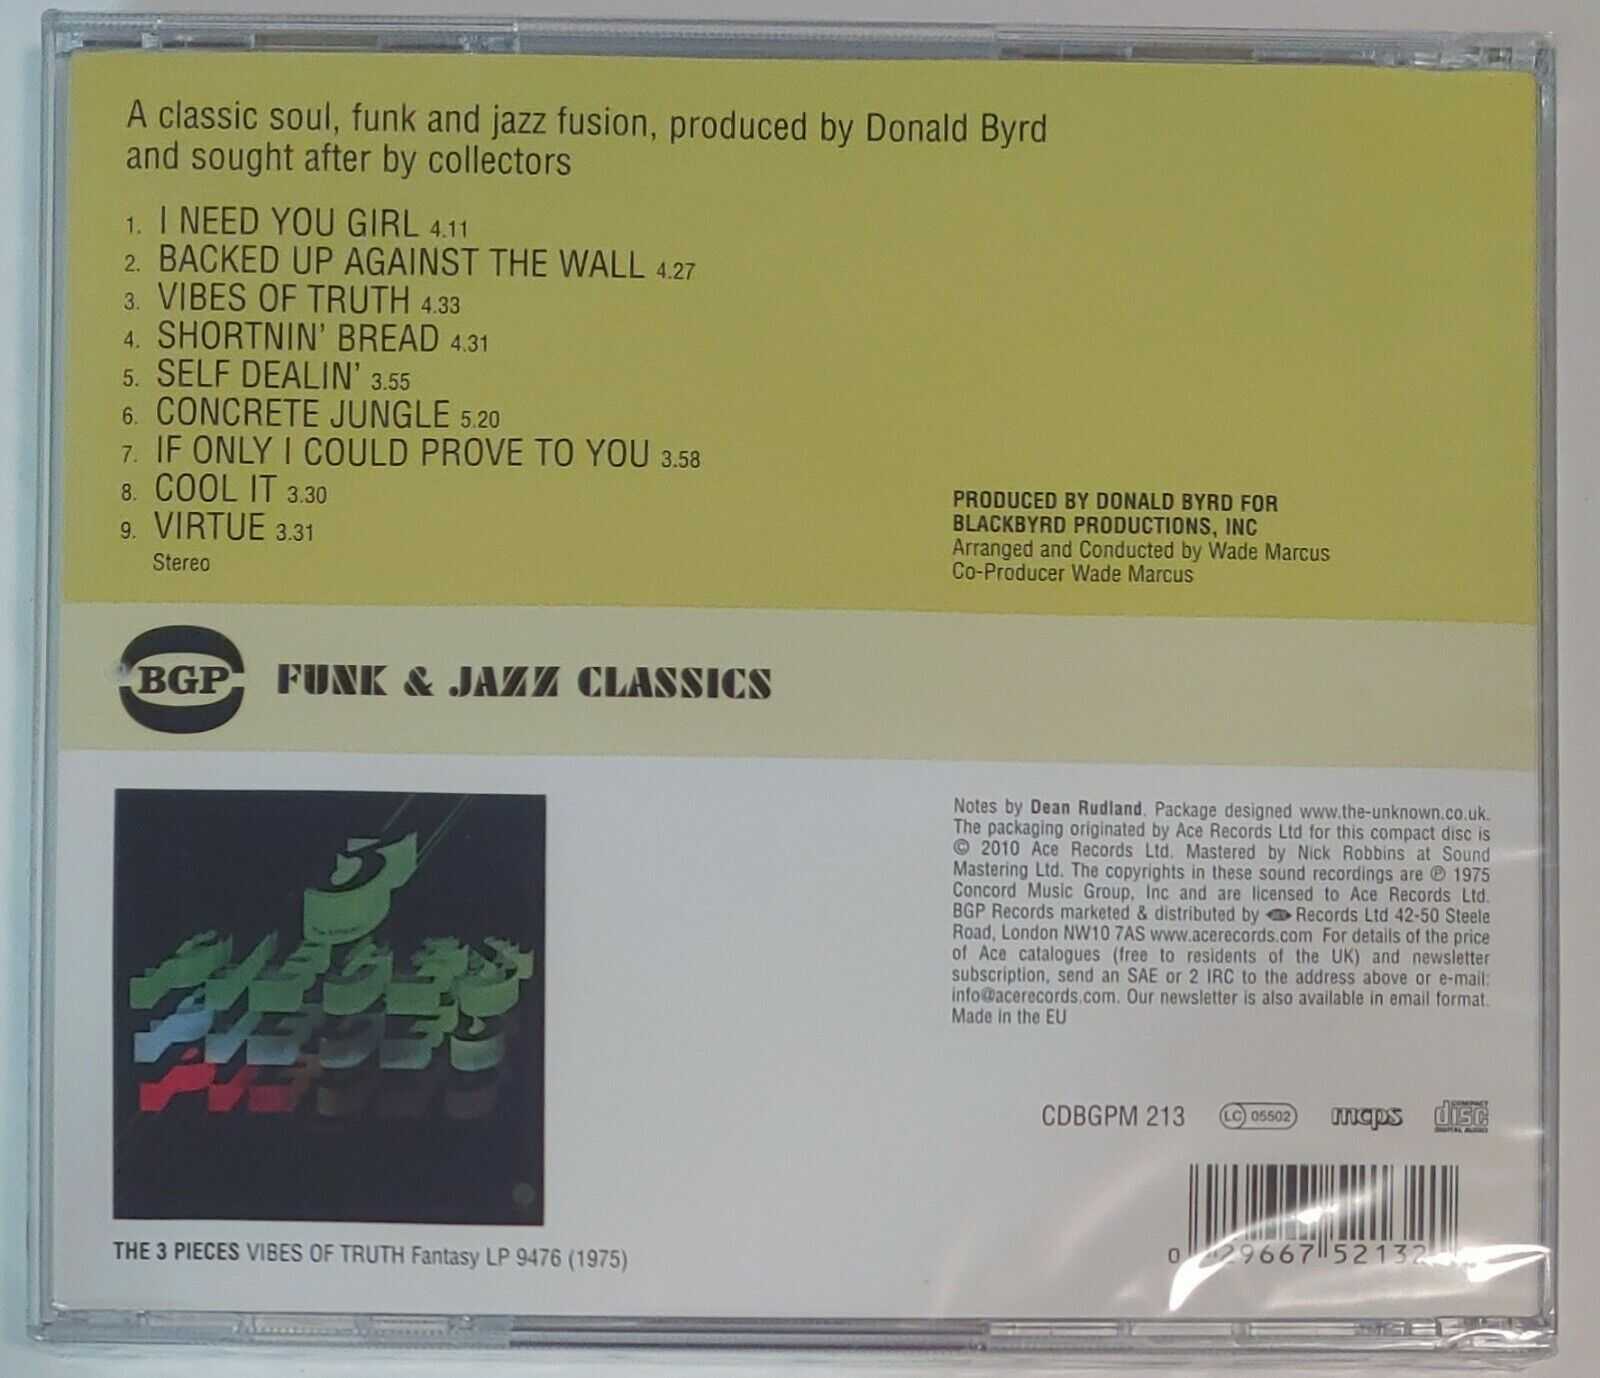 A classic soul, funk and jazz fusion, produced by Donald Byrd
and sought after by collectors
1. I NEED YOU GIRL 4.11
2. BACKED UP AGAINST THE WALL 4.27
3. VIBES OF TRUTH 4.33
4. SHORTNIN' BREAD 4.31
5. SELF DEALIN' 3.55
6. CONCRETE JUNGLE 5.20
7. IF ONLY I COULD PROVE TO YOU 3.58
8. COOL IT 3.30
9. VIRTUE 3.31
Stereo
PRODUCED BY DONALD BYRD FOR
BLACKBYRD PRODUCTIONS, INC
Arranged and Conducted by Wade Marcus
Co-Producer Wade Marcus
BGP FUNK & JAZZ CLASSICS
3
THE 3 PIECES VIBES OF TRUTH Fantasy LP 9476 (1975)
Notes by Dean Rudland. Package designed www.the-unknown.co.uk.
The packaging originated by Ace Records Ltd for this compact disc is
© 2010 Ace Records Ltd. Mastered by Nick Robbins at Sound
Mastering Ltd. The copyrights in these sound recordings are ℗ 1975
Concord Music Group, Inc and are licensed to Ace Records Ltd.
BGP Records marketed & distributed by Records Ltd 42-50 Steele
Road, London NW10 7AS www.acerecords.com For details of the price
of Ace catalogues (free to residents of the UK) and newsletter
subscription, send an SAE or 2 IRC to the address above or e-mail:
info@acerecords.com. Our newsletter is also available in email format.
Made in the EU
CDBGPM 213 LC 05502 mcps COMPACT disc DIGITAL AUDIO
0 29667 52132